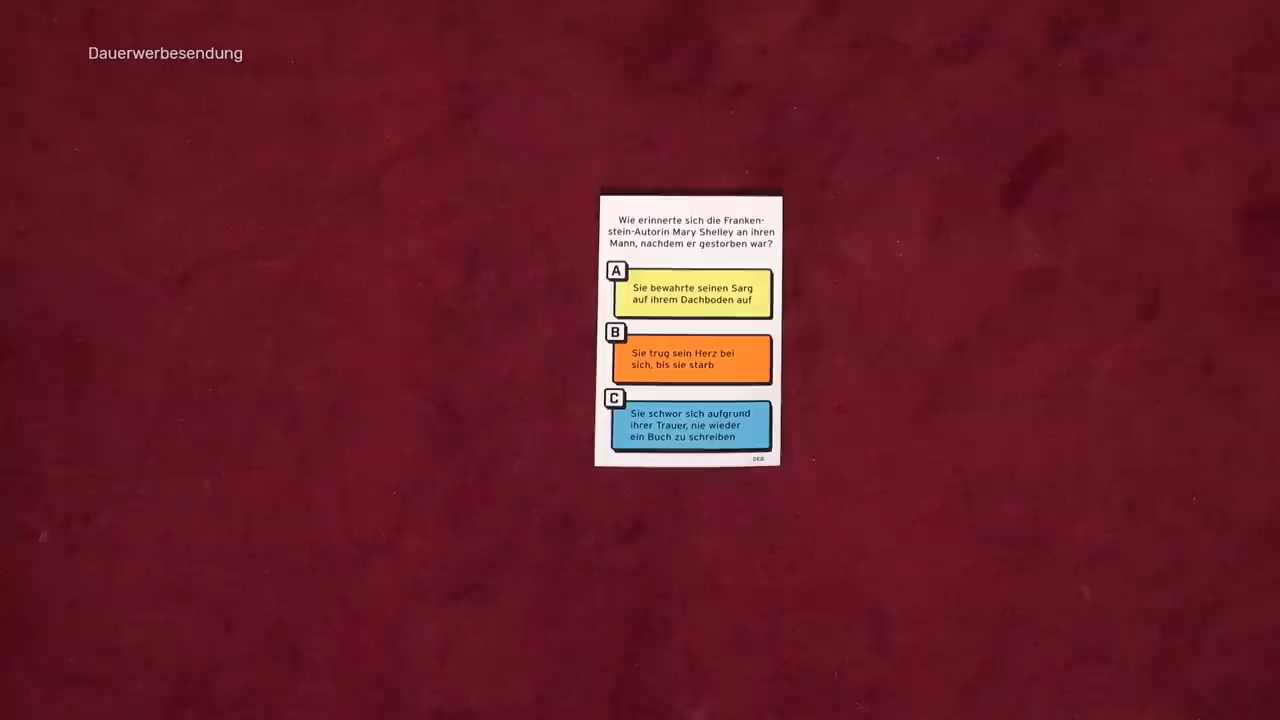 Dauerwerbesendung
Wie erinnerte sich die Franken-
stein-Autorin Mary Shelley an ihren
Mann, nachdem er gestorben war?
A
Sie bewahrte seinen Sarg
auf ihrem Dachboden auf
B
Sie trug sein Herz bei
sich, bis sie starb
C
Sie schwor sich aufgrund
ihrer Trauer, nie wieder
ein Buch zu schreiben